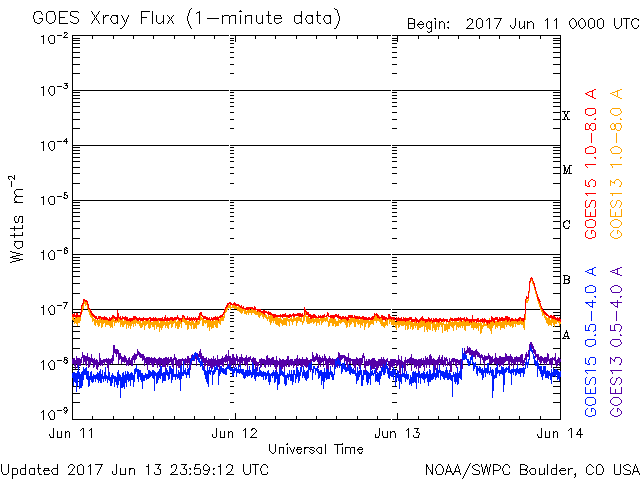 GOES Xray Flux (1-minute data)
Begin: 2017 Jun 11 0000 UTC
10⁻²
10⁻³
10⁻⁴
10⁻⁵
10⁻⁶
10⁻⁷
10⁻⁸
10⁻⁹
Watts m⁻²
X
M
C
B
A
GOES15 1.0-8.0 A
GOES13 1.0-8.0 A
GOES15 0.5-4.0 A
GOES13 0.5-4.0 A
Jun 11
Jun 12
Jun 13
Jun 14
Universal Time
Updated 2017 Jun 13 23:59:12 UTC
NOAA/SWPC Boulder, CO USA